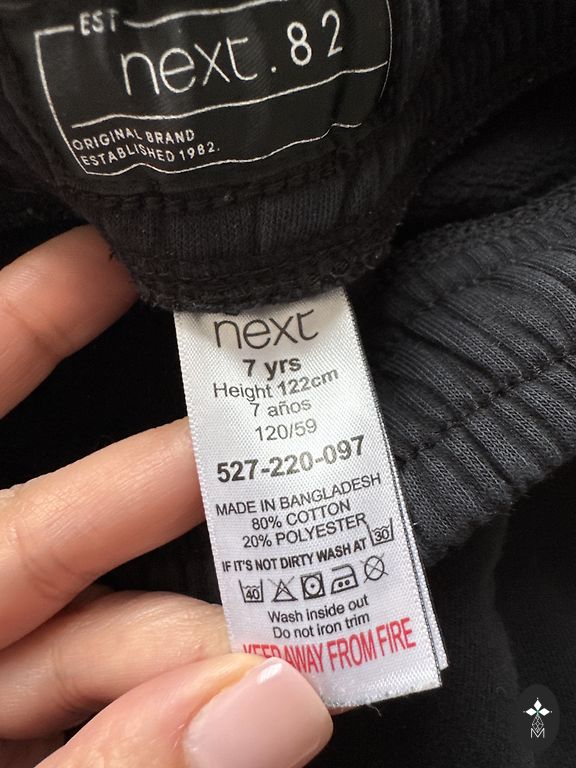 EST
next.82
ORIGINAL BRAND
ESTABLISHED 1982.
next
7 yrs
Height 122cm
7 años
120/59
527-220-097
MADE IN BANGLADESH
80% COTTON
20% POLYESTER
IF IT'S NOT DIRTY WASH AT 30
40
Wash inside out
Do not iron trim
KEEP AWAY FROM FIRE
M